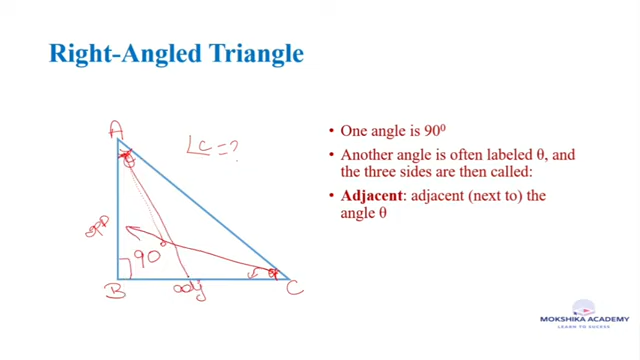 Right-Angled Triangle
A
∠C = ?
θ
opp
90
B
adj
θ
C
• One angle is 90⁰
• Another angle is often labeled θ, and
the three sides are then called:
• Adjacent: adjacent (next to) the
angle θ
MOKSHIKA ACADEMY
LEARN TO SUCCEED